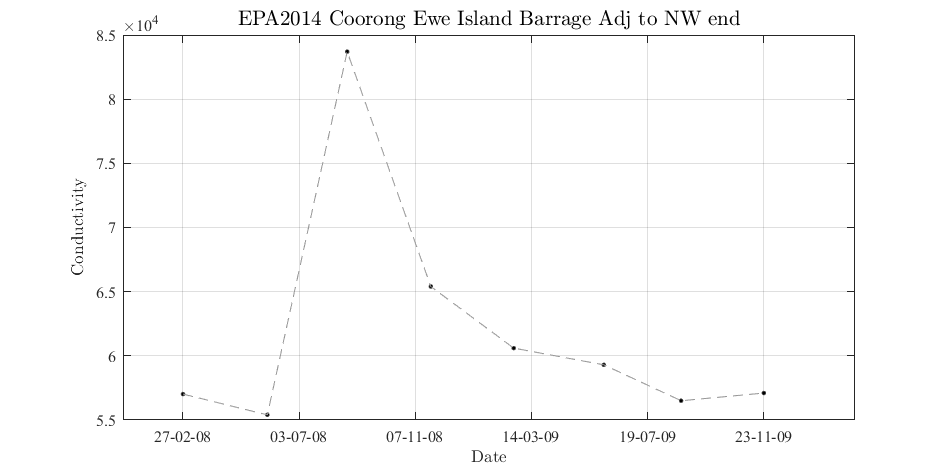 EPA2014 Coorong Ewe Island Barrage Adj to NW end
×10⁴
8.5
8
7.5
7
6.5
6
5.5
Conductivity
27-02-08 03-07-08 07-11-08 14-03-09 19-07-09 23-11-09
Date